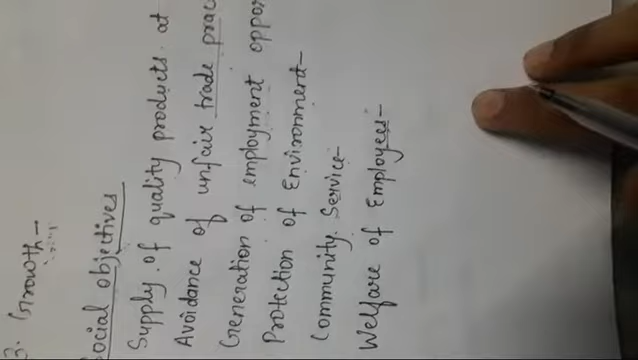 3. Growth-
Social objectives
Supply of quality products at
Avoidance of unfair trade prac
Generation of employment oppor
Protection of Environment-
Community Service-
Welfare of Employees-